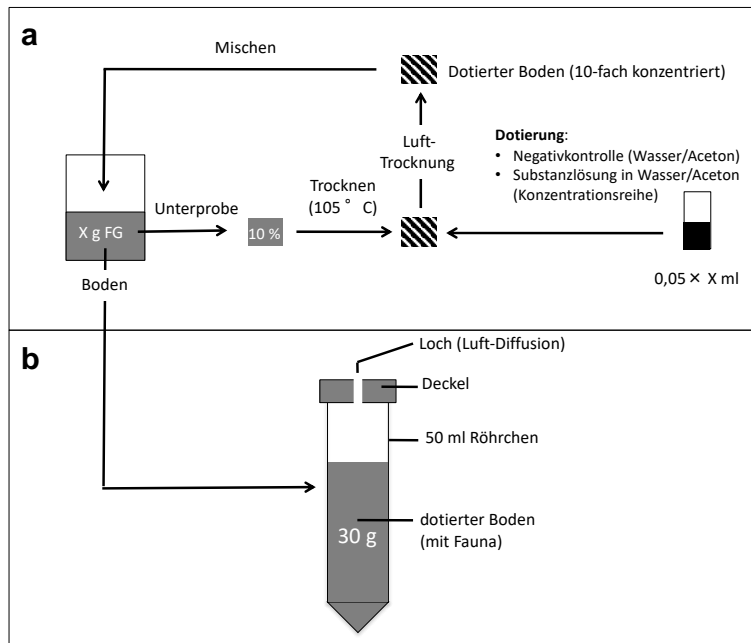 a
Mischen
Dotierter Boden (10-fach konzentriert)
Luft-
Trocknung
Dotierung:
• Negativkontrolle (Wasser/Aceton)
• Substanzlösung in Wasser/Aceton
(Konzentrationsreihe)
Trocknen
(105° C)
Unterprobe
X g FG
10 %
0,05 × X ml
Boden
b
Loch (Luft-Diffusion)
Deckel
50 ml Röhrchen
30 g
dotierter Boden
(mit Fauna)